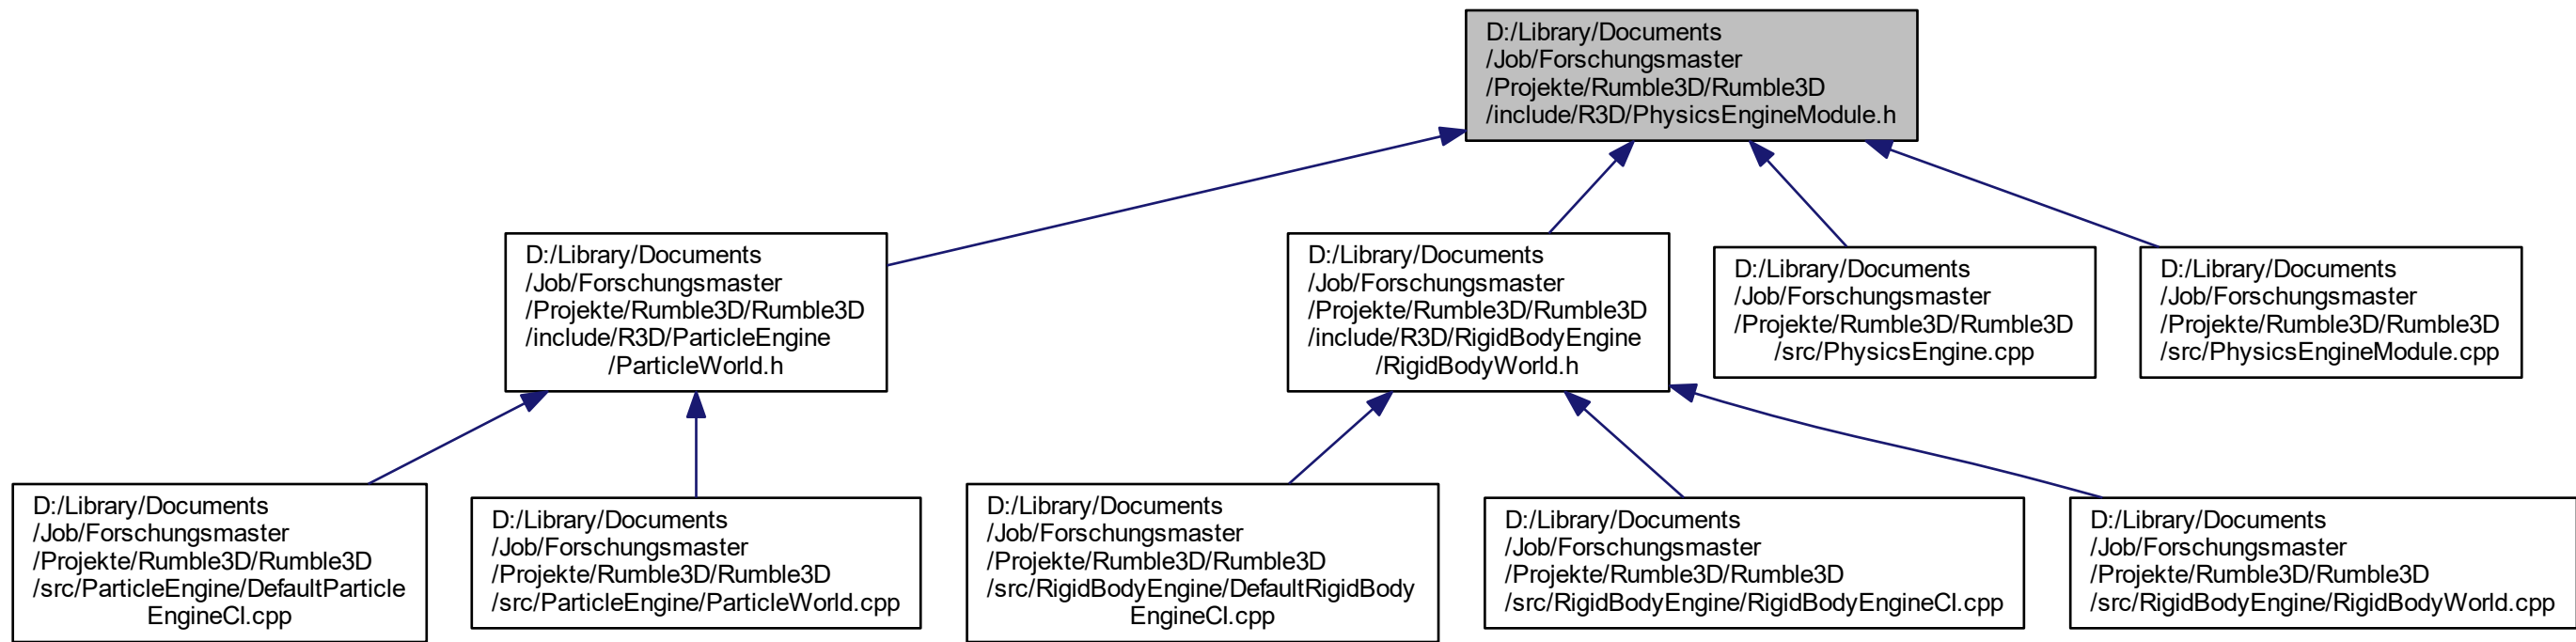 D:/Library/Documents
/Job/Forschungsmaster
/Projekte/Rumble3D/Rumble3D
/include/R3D/PhysicsEngineModule.h
D:/Library/Documents
/Job/Forschungsmaster
/Projekte/Rumble3D/Rumble3D
/include/R3D/ParticleEngine
/ParticleWorld.h
D:/Library/Documents
/Job/Forschungsmaster
/Projekte/Rumble3D/Rumble3D
/include/R3D/RigidBodyEngine
/RigidBodyWorld.h
D:/Library/Documents
/Job/Forschungsmaster
/Projekte/Rumble3D/Rumble3D
/src/PhysicsEngine.cpp
D:/Library/Documents
/Job/Forschungsmaster
/Projekte/Rumble3D/Rumble3D
/src/PhysicsEngineModule.cpp
D:/Library/Documents
/Job/Forschungsmaster
/Projekte/Rumble3D/Rumble3D
/src/ParticleEngine/DefaultParticle
EngineCI.cpp
D:/Library/Documents
/Job/Forschungsmaster
/Projekte/Rumble3D/Rumble3D
/src/ParticleEngine/ParticleWorld.cpp
D:/Library/Documents
/Job/Forschungsmaster
/Projekte/Rumble3D/Rumble3D
/src/RigidBodyEngine/DefaultRigidBody
EngineCI.cpp
D:/Library/Documents
/Job/Forschungsmaster
/Projekte/Rumble3D/Rumble3D
/src/RigidBodyEngine/RigidBodyEngineCI.cpp
D:/Library/Documents
/Job/Forschungsmaster
/Projekte/Rumble3D/Rumble3D
/src/RigidBodyEngine/RigidBodyWorld.cpp